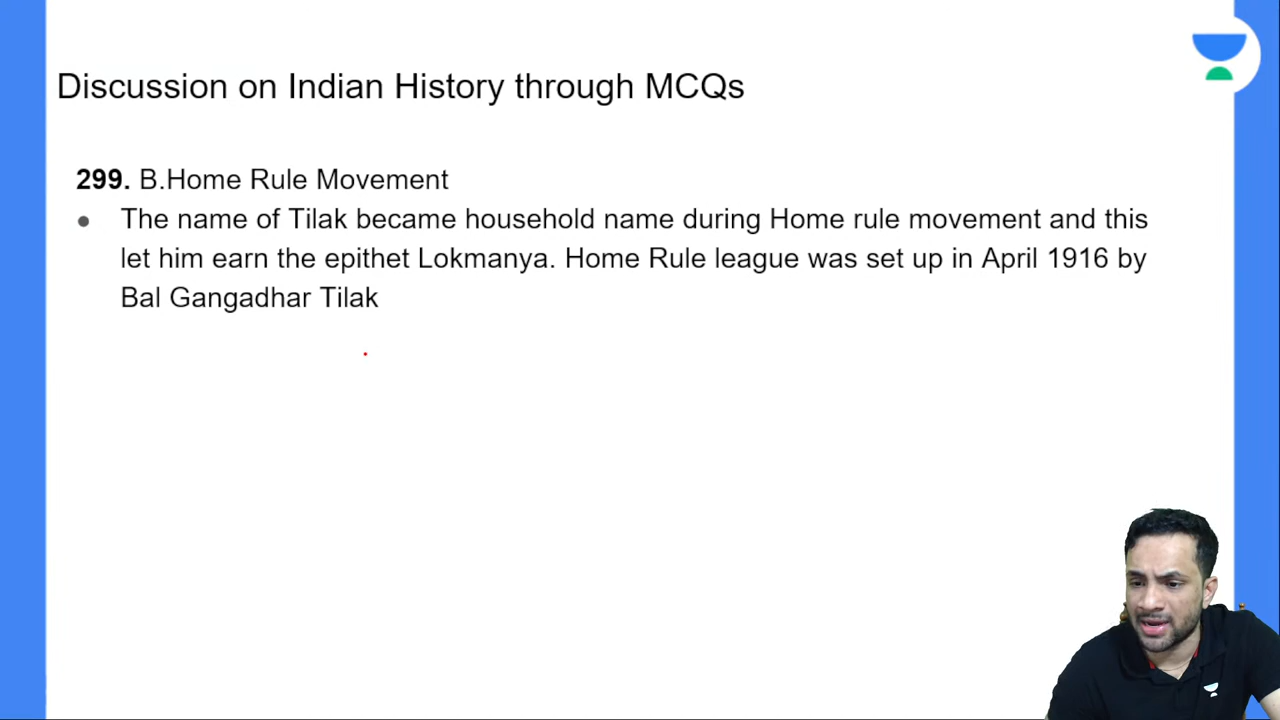 Discussion on Indian History through MCQs
299. B.Home Rule Movement
● The name of Tilak became household name during Home rule movement and this
let him earn the epithet Lokmanya. Home Rule league was set up in April 1916 by
Bal Gangadhar Tilak